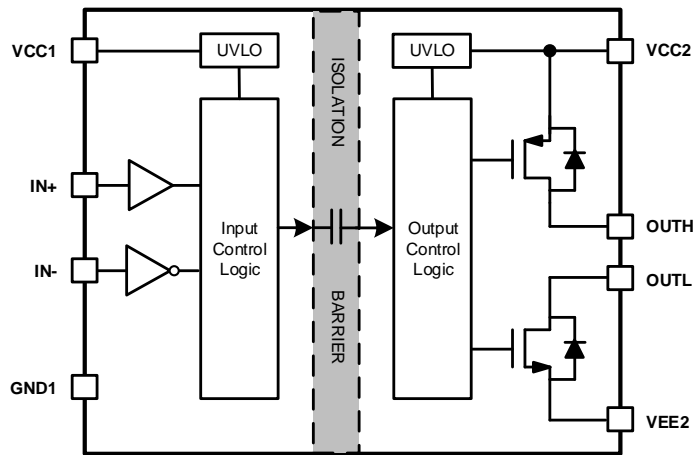 VCC1
UVLO
UVLO
VCC2
ISOLATION
IN+
Input
Control
Logic
Output
Control
Logic
OUTH
IN-
OUTL
BARRIER
GND1
VEE2